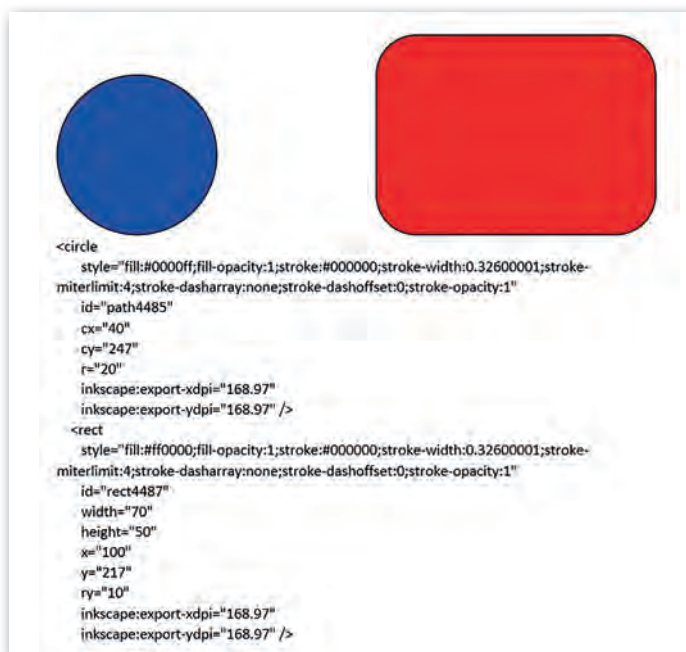 <circle
style="fill:#0000ff;fill-opacity:1;stroke:#000000;stroke-width:0.32600001;stroke-
miterlimit:4;stroke-dasharray:none;stroke-dashoffset:0;stroke-opacity:1"
id="path4485"
cx="40"
cy="247"
r="20"
inkscape:export-xdpi="168.97"
inkscape:export-ydpi="168.97" />
<rect
style="fill:#ff0000;fill-opacity:1;stroke:#000000;stroke-width:0.32600001;stroke-
miterlimit:4;stroke-dasharray:none;stroke-dashoffset:0;stroke-opacity:1"
id="rect4487"
width="70"
height="50"
x="100"
y="217"
ry="10"
inkscape:export-xdpi="168.97"
inkscape:export-ydpi="168.97" />